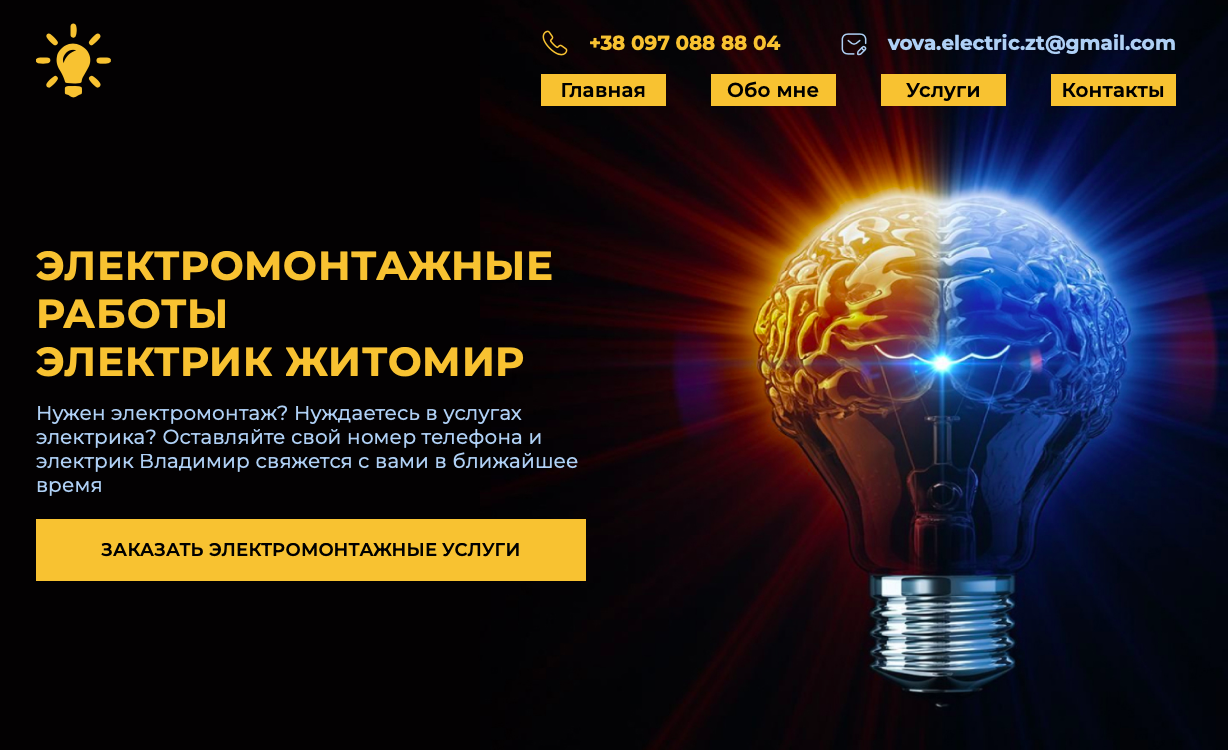 +38 097 088 88 04
vova.electric.zt@gmail.com
Главная
Обо мне
Услуги
Контакты
ЭЛЕКТРОМОНТАЖНЫЕ
РАБОТЫ
ЭЛЕКТРИК ЖИТОМИР
Нужен электромонтаж? Нуждаетесь в услугах
электрика? Оставляйте свой номер телефона и
электрик Владимир свяжется с вами в ближайшее
время
ЗАКАЗАТЬ ЭЛЕКТРОМОНТАЖНЫЕ УСЛУГИ